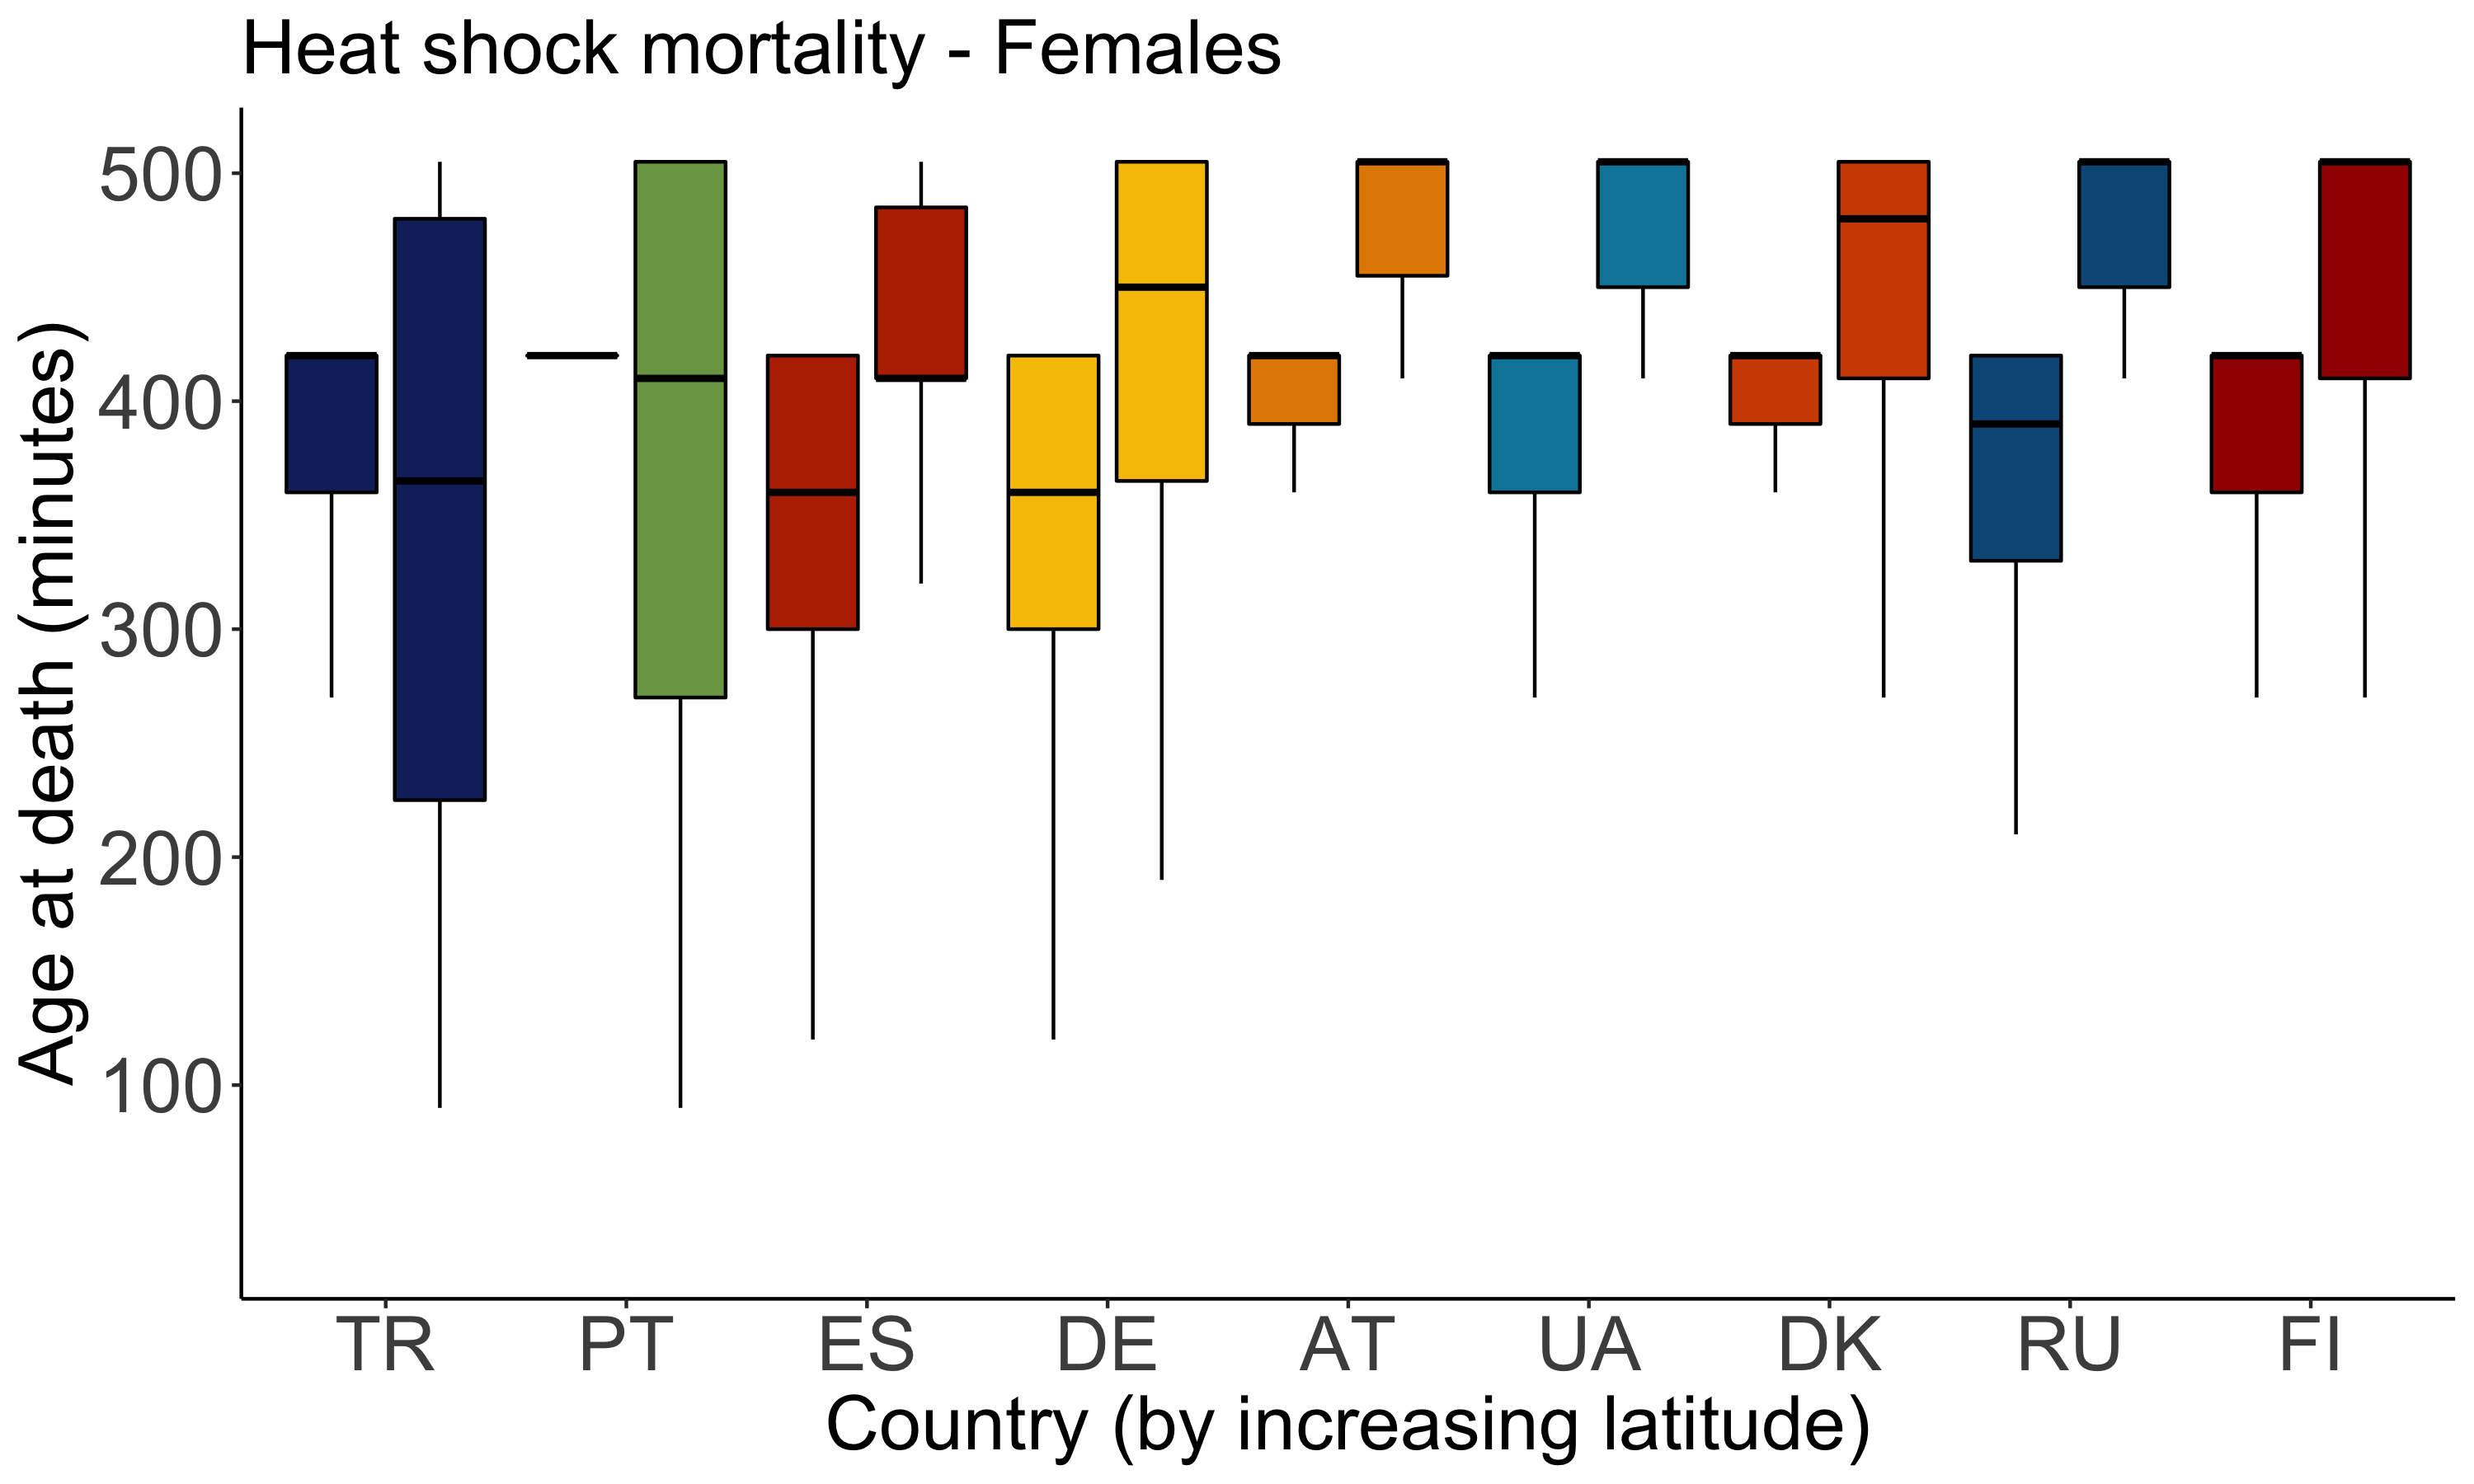 Heat shock mortality - Females
Age at death (minutes)
500
400
300
200
100
TR PT ES DE AT UA DK RU FI
Country (by increasing latitude)